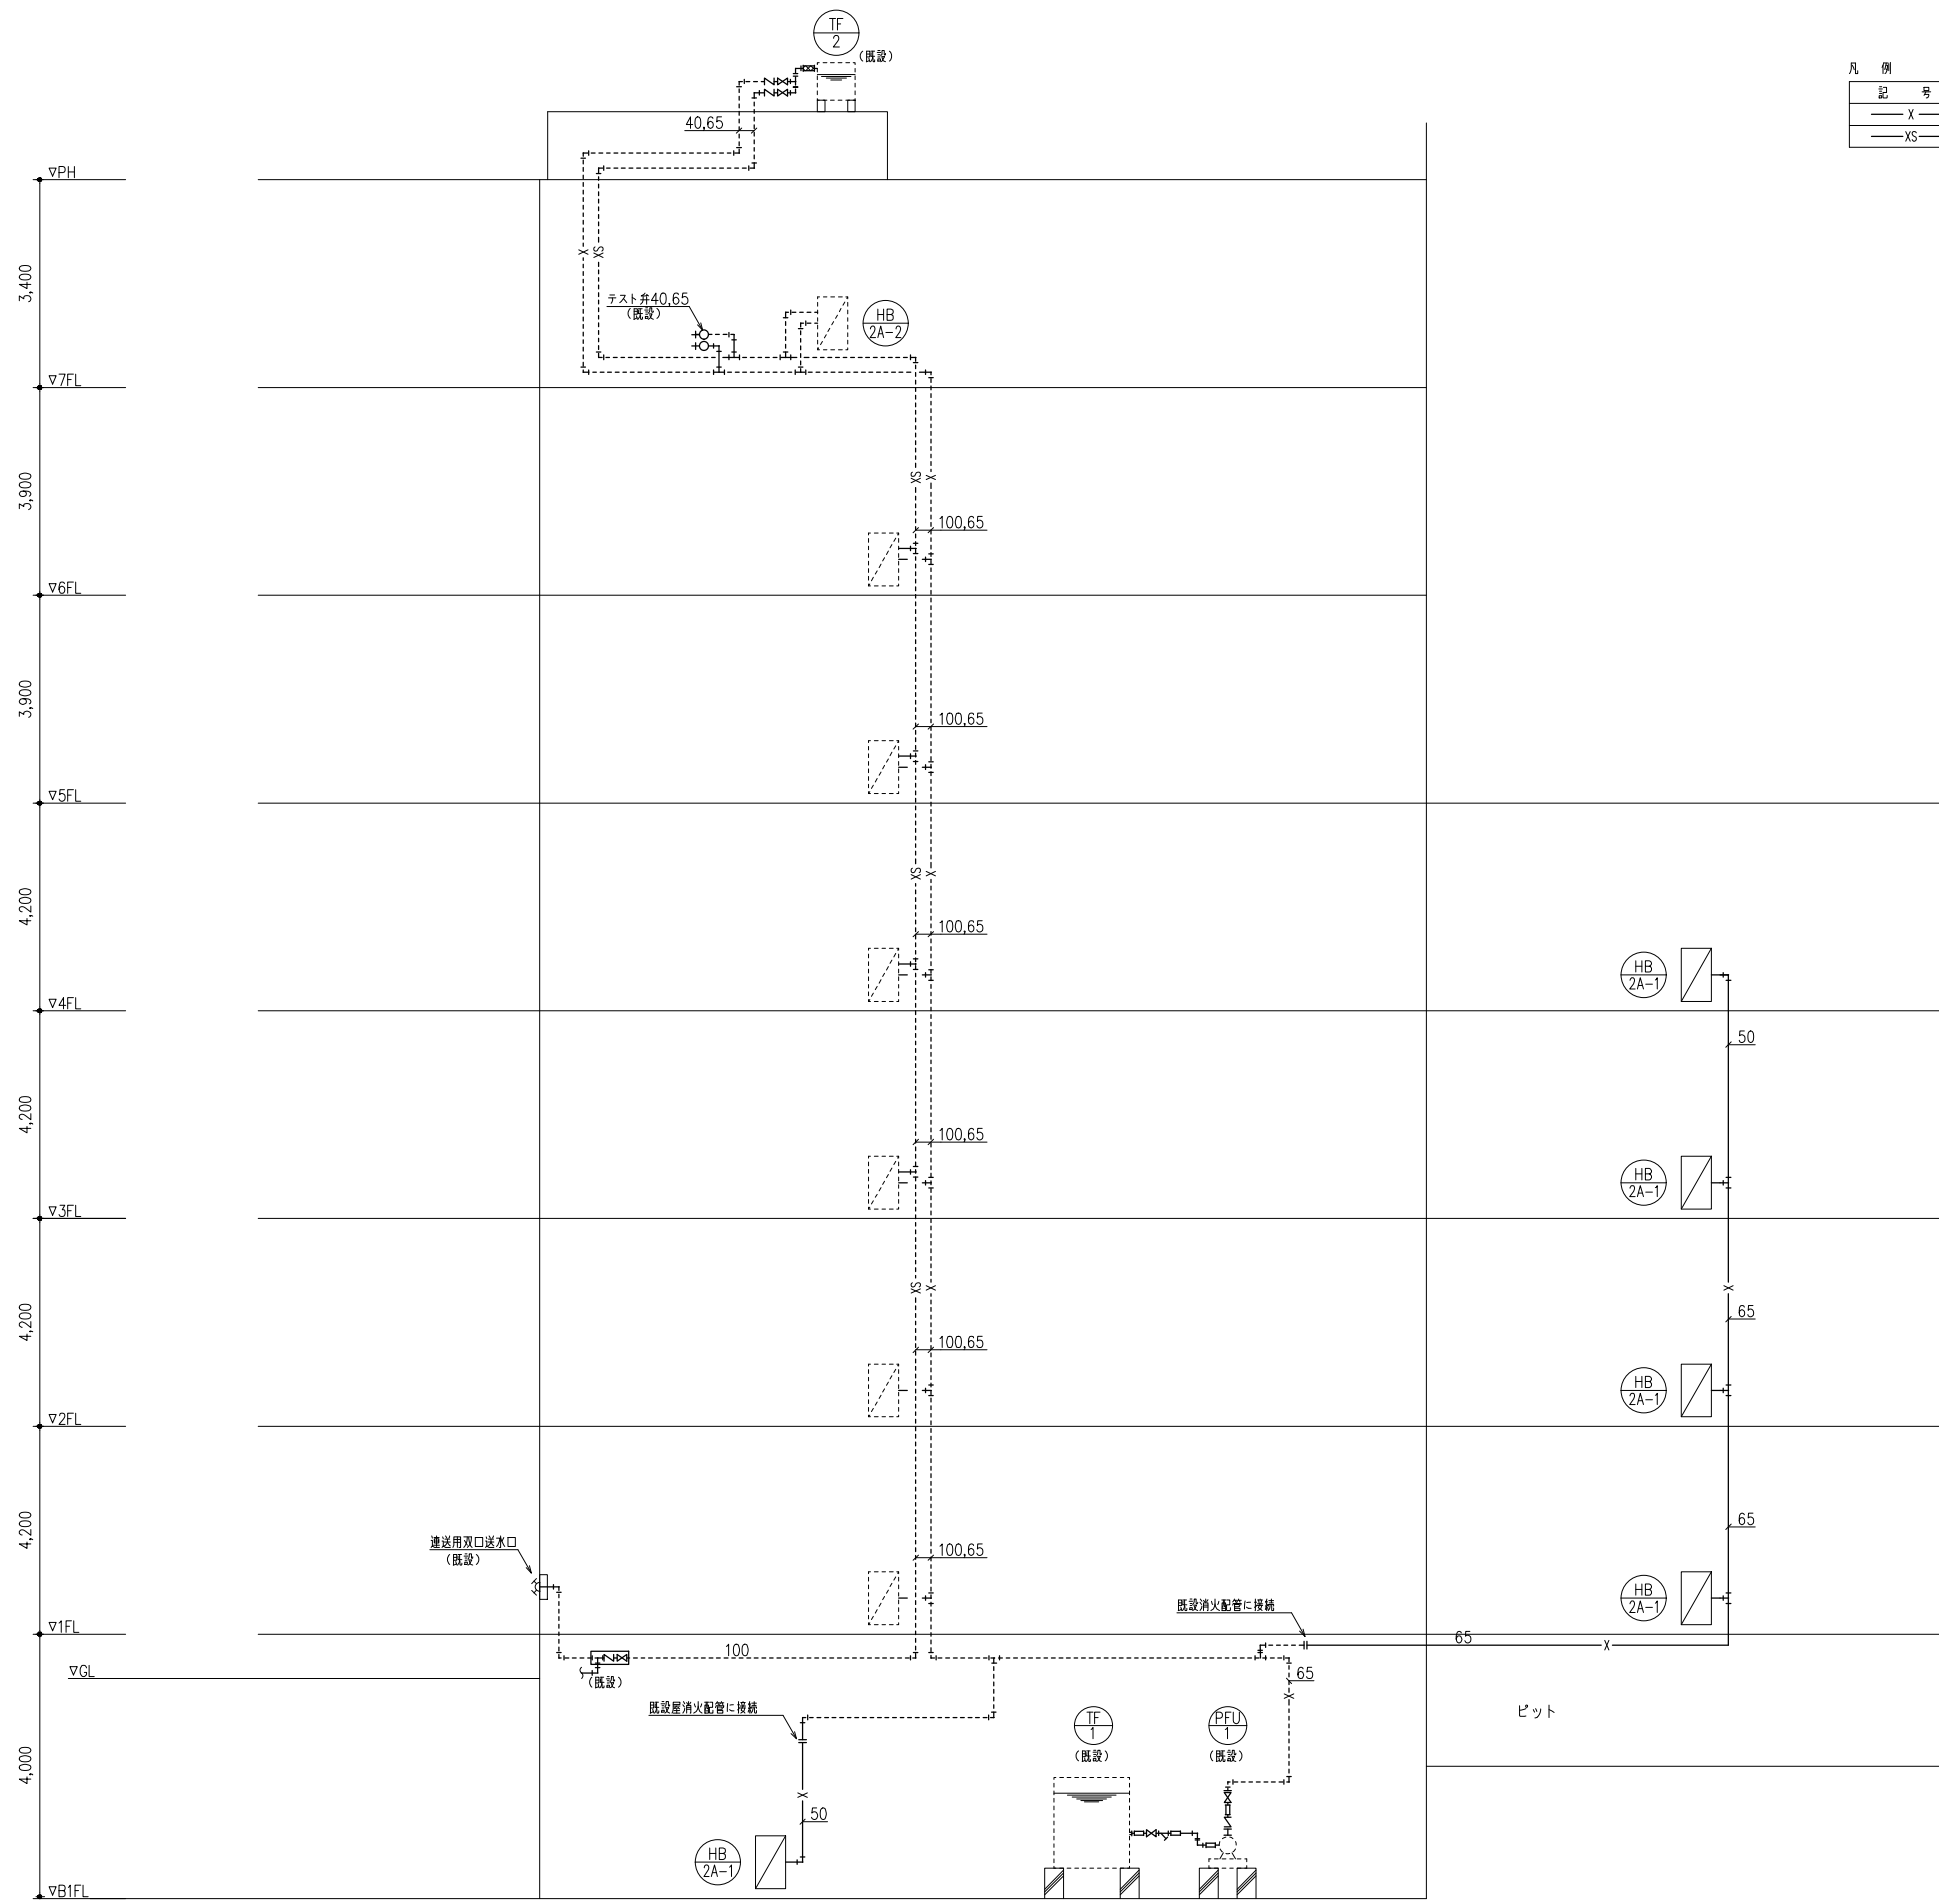 TF
2
(既設)
凡 例
記 号
X
XS
40,65
▽PH
3,400
X
XS
テスト弁40,65
(既設)
HB
2A-2
▽7FL
3,900
XS
X
100,65
▽6FL
3,900
100,65
▽5FL
4,200
XS
X
100,65
HB
2A-1
▽4FL
50
4,200
100,65
HB
2A-1
▽3FL
4,200
XS
X
X
65
100,65
HB
2A-1
▽2FL
4,200
65
連送用双口送水口
(既設)
100,65
既設消火配管に接続
HB
2A-1
▽1FL
100
65
X
▽GL
(既設)
65
X
既設屋消火配管に接続
TF
1
(既設)
PFU
1
(既設)
ピット
4,000
X
50
HB
2A-1
▽B1FL